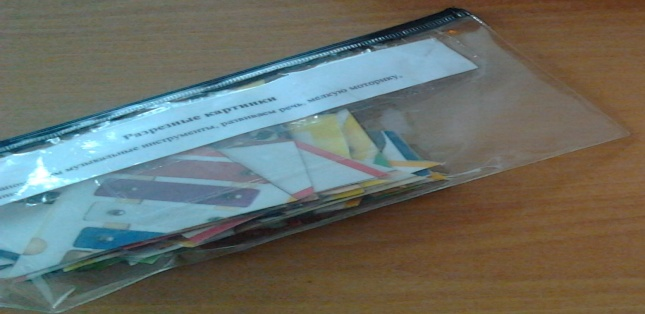 Разрезные картинки
музыкальные инструменты, развиваем речь, мелкую моторику,